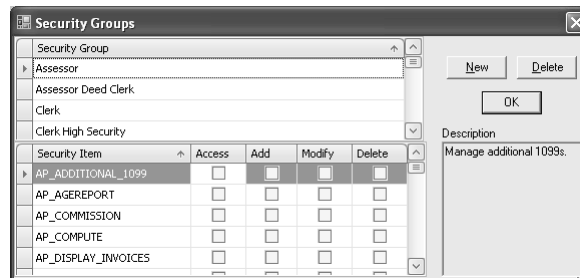 Security Groups
Security Group
Assessor
Assessor Deed Clerk
Clerk
Clerk High Security
New Delete
OK
Description
Manage additional 1099s.
Security Item Access Add Modify Delete
AP_ADDITIONAL_1099
AP_AGEREPORT
AP_COMMISSION
AP_COMPUTE
AP_DISPLAY_INVOICES